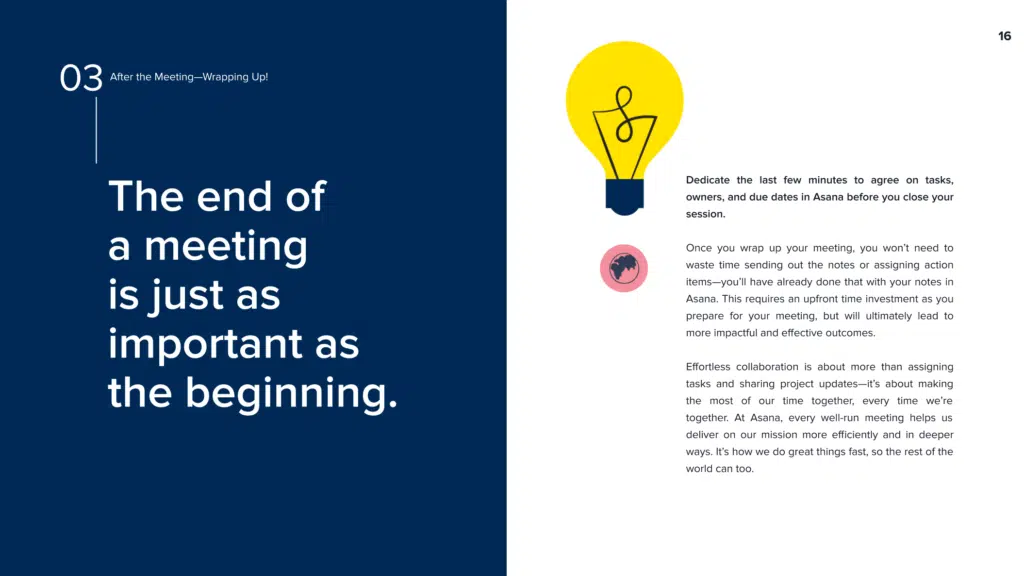 16
03 After the Meeting—Wrapping Up!
The end of
a meeting
is just as
important as
the beginning.
Dedicate the last few minutes to agree on tasks,
owners, and due dates in Asana before you close your
session.
Once you wrap up your meeting, you won’t need to
waste time sending out the notes or assigning action
items—you’ll have already done that with your notes in
Asana. This requires an upfront time investment as you
prepare for your meeting, but will ultimately lead to
more impactful and effective outcomes.
Effortless collaboration is about more than assigning
tasks and sharing project updates—it’s about making
the most of our time together, every time we’re
together. At Asana, every well-run meeting helps us
deliver on our mission more efficiently and in deeper
ways. It’s how we do great things fast, so the rest of the
world can too.